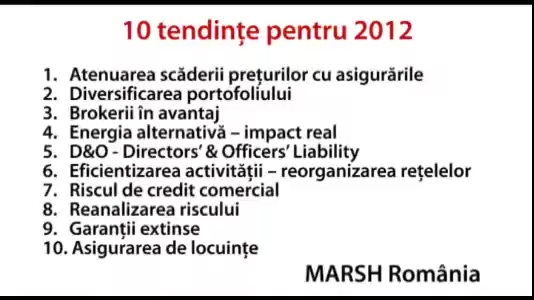 10 tendințe pentru 2012
1. Atenuarea scăderii prețurilor cu asigurările
2. Diversificarea portofoliului
3. Brokerii în avantaj
4. Energia alternativă – impact real
5. D&O - Directors’ & Officers’ Liability
6. Eficientizarea activității – reorganizarea rețelelor
7. Riscul de credit comercial
8. Reanalizarea riscului
9. Garanții extinse
10. Asigurarea de locuințe
MARSH România